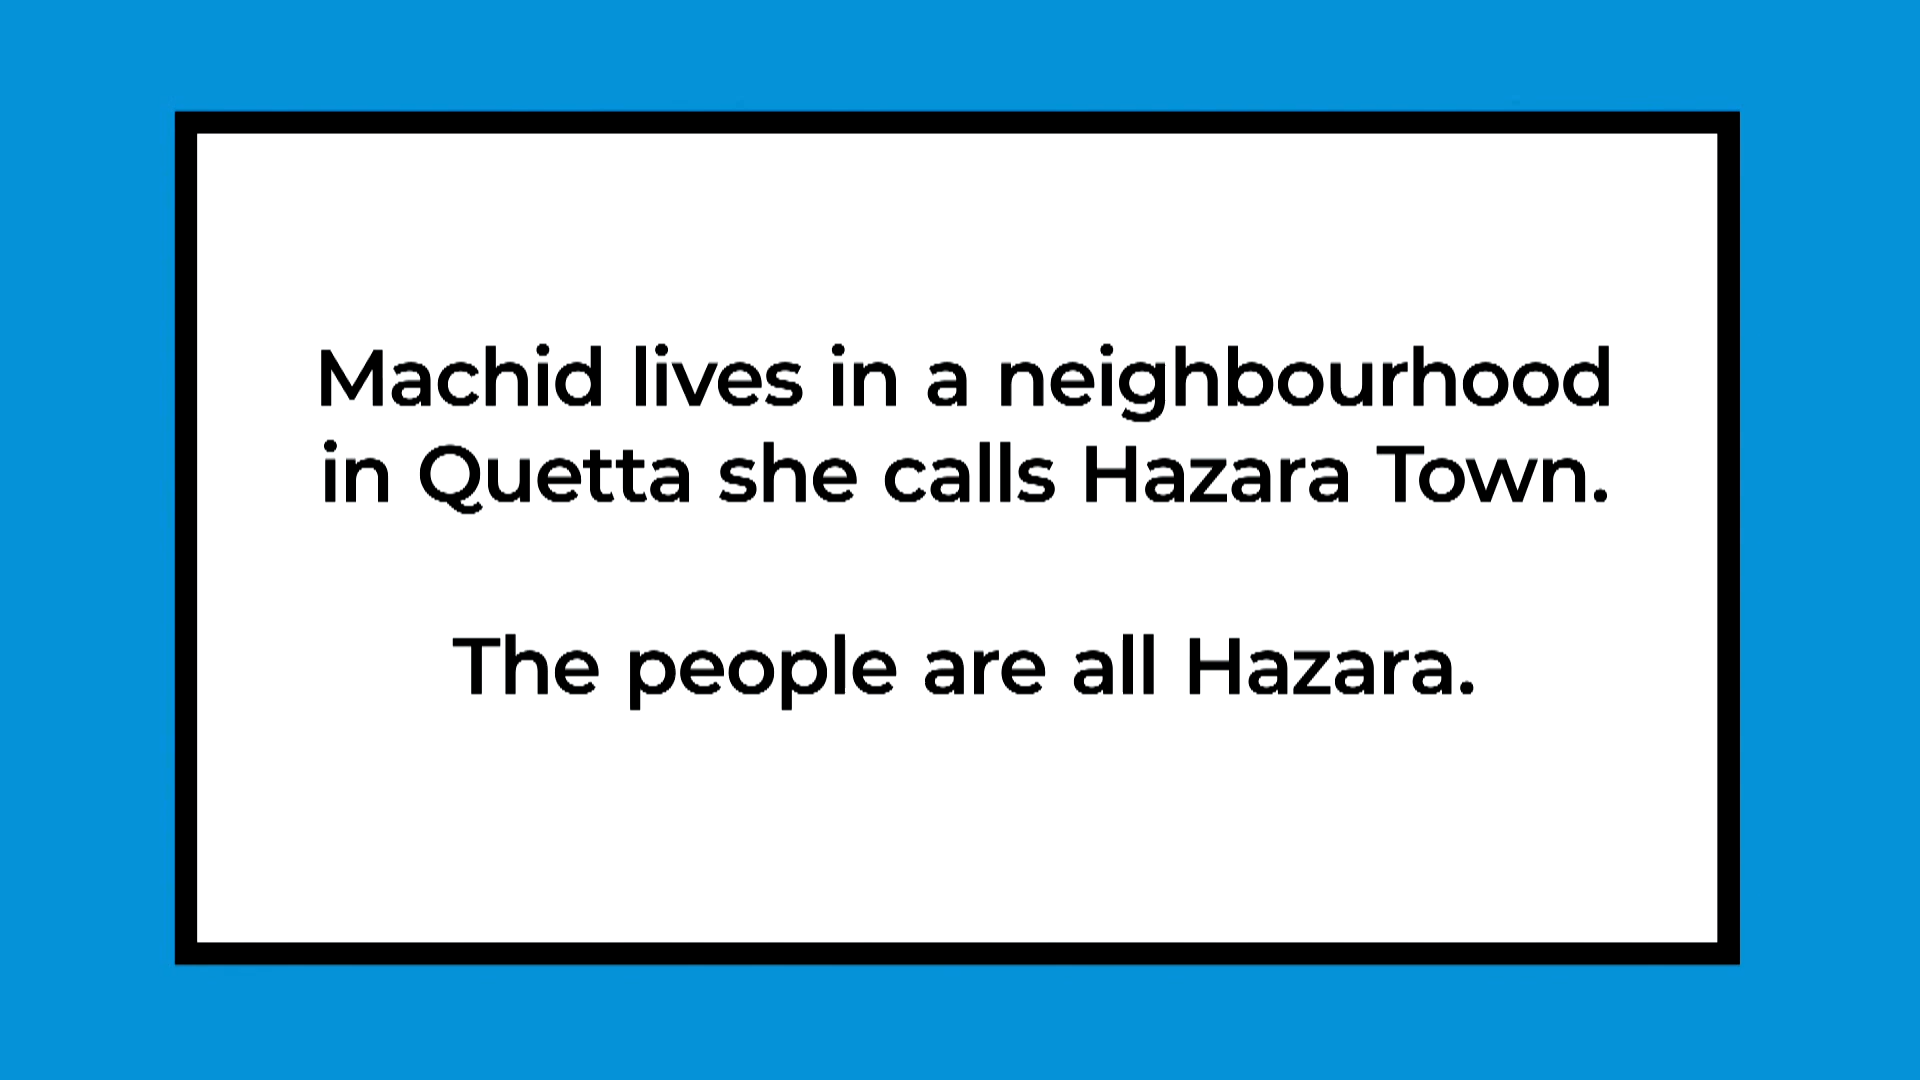 Machid lives in a neighbourhood
in Quetta she calls Hazara Town.
The people are all Hazara.